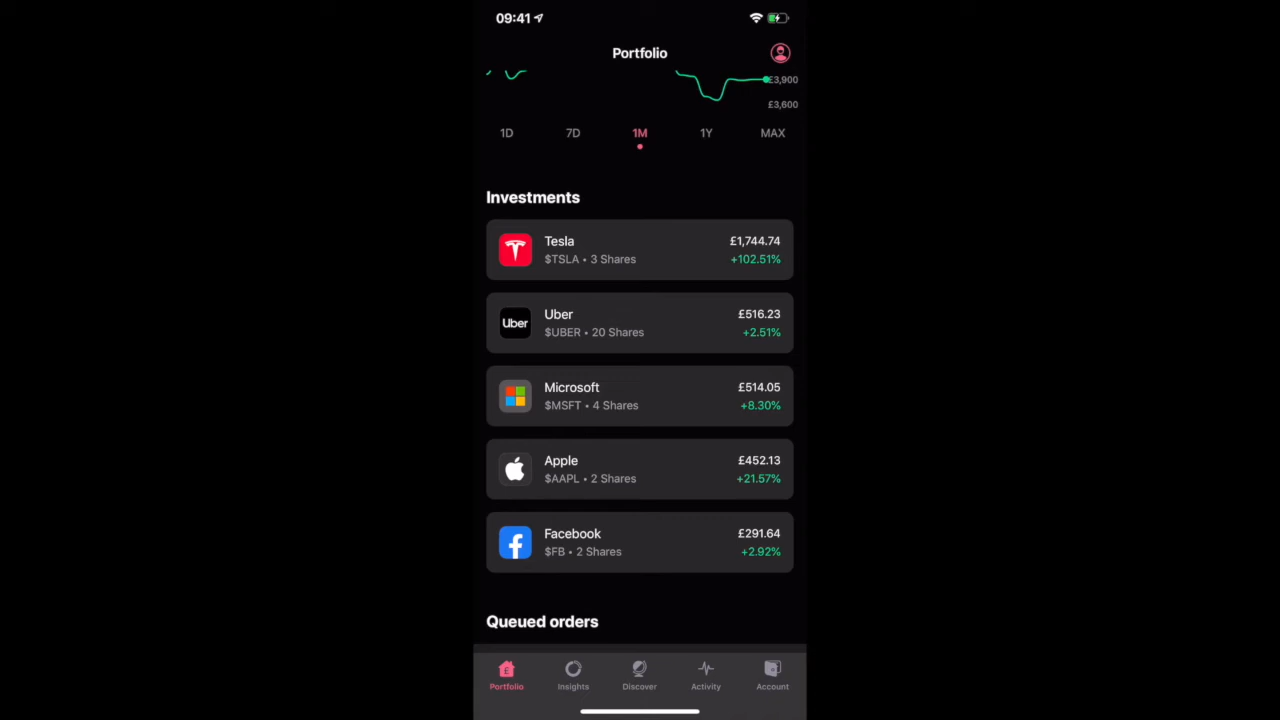 09:41
Portfolio
£3,900
£3,600
1D 7D 1M 1Y MAX
Investments
Tesla £1,744.74
$TSLA • 3 Shares +102.51%
Uber
Uber £516.23
$UBER • 20 Shares +2.51%
Microsoft £514.05
$MSFT • 4 Shares +8.30%
Apple £452.13
$AAPL • 2 Shares +21.57%
Facebook £291.64
$FB • 2 Shares +2.92%
Queued orders
Portfolio Insights Discover Activity Account